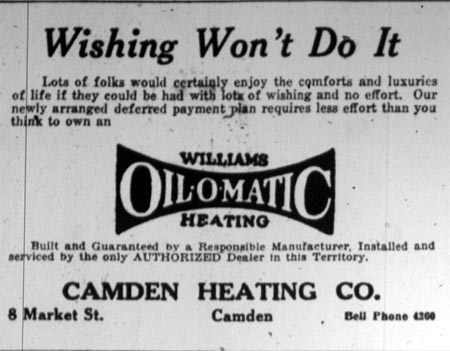 Wishing Won't Do It
Lots of folks would certainly enjoy the comforts and luxuries
of life if they could be had with lots of wishing and no effort. Our
newly arranged deferred payment plan requires less effort than you
think to own an
WILLIAMS
OIL·O·MATIC
HEATING
Built and Guaranteed by a Responsible Manufacturer, Installed and
serviced by the only AUTHORIZED Dealer in this Territory.
CAMDEN HEATING CO.
8 Market St. Camden Bell Phone 4260